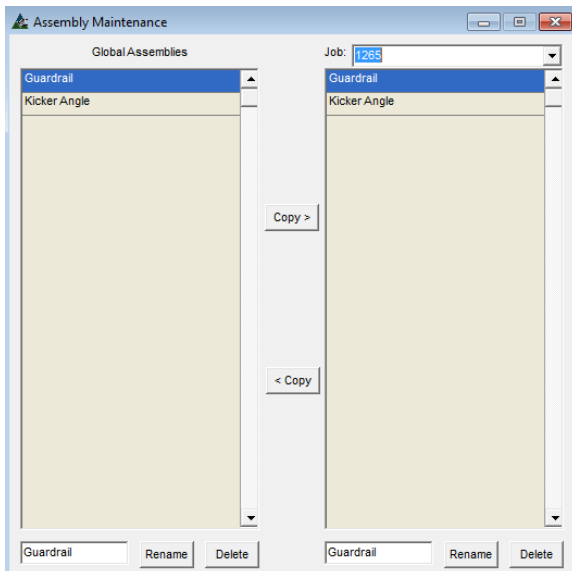 Assembly Maintenance
Global Assemblies
Job: 1265
Guardrail
Kicker Angle
Guardrail
Kicker Angle
Copy >
< Copy
Guardrail Rename Delete
Guardrail Rename Delete